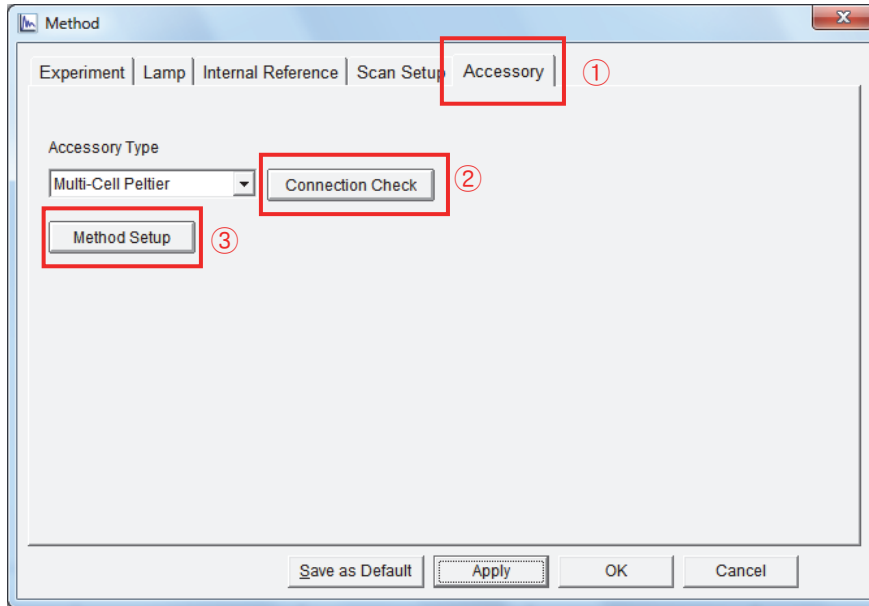 Method
Experiment Lamp Internal Reference Scan Setup Accessory ①
Accessory Type
Multi-Cell Peltier Connection Check ②
Method Setup ③
Save as Default Apply OK Cancel